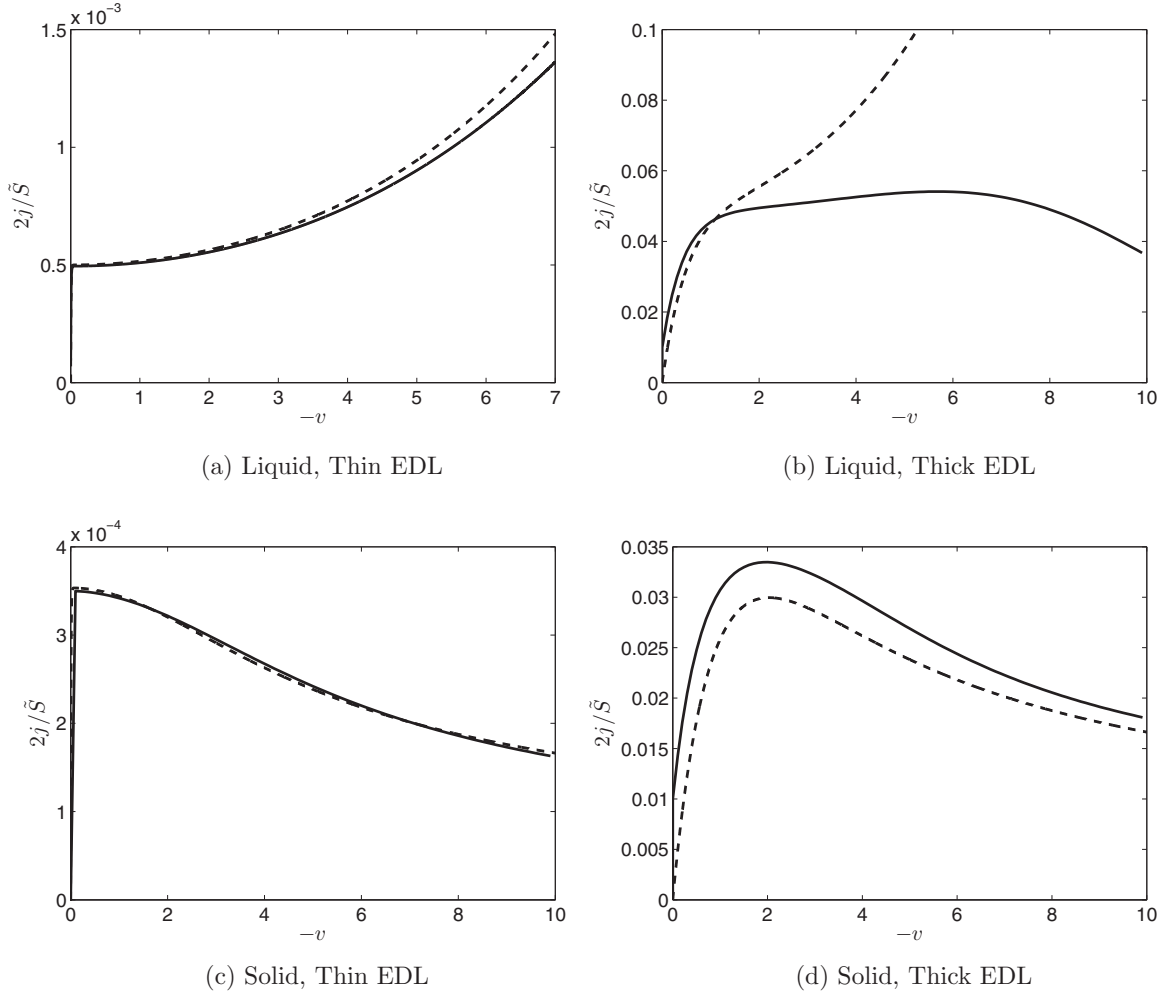 x 10⁻³
1.5
1
0.5
0
2j/S̃
0 1 2 3 4 5 6 7
−v
(a) Liquid, Thin EDL
0.1
0.08
0.06
0.04
0.02
0
2j/S̃
0 2 4 6 8 10
−v
(b) Liquid, Thick EDL
x 10⁻⁴
4
3
2
1
0
2j/S̃
0 2 4 6 8 10
−v
(c) Solid, Thin EDL
0.035
0.03
0.025
0.02
0.015
0.01
0.005
0
2j/S̃
0 2 4 6 8 10
−v
(d) Solid, Thick EDL